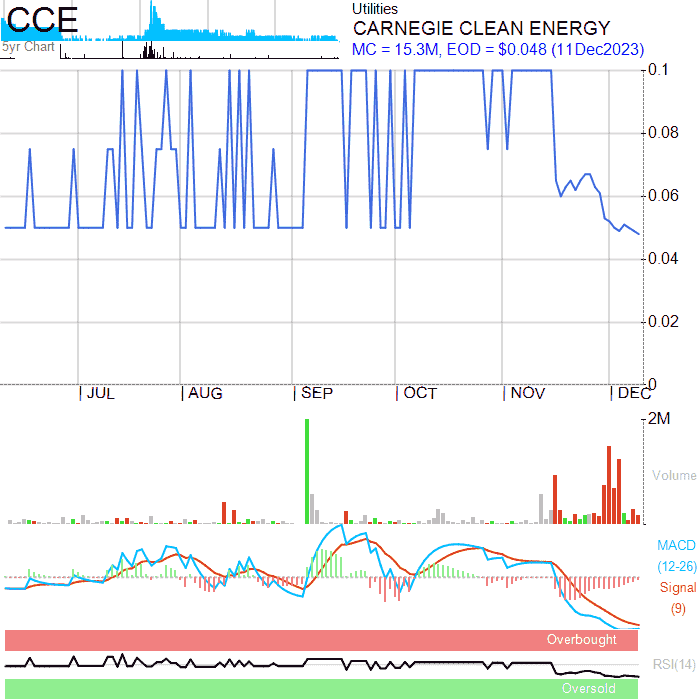 CCE
5yr Chart
Utilities
CARNEGIE CLEAN ENERGY
MC = 15.3M, EOD = $0.048 (11Dec2023)
0.1
0.08
0.06
0.04
0.02
0
JUL AUG SEP OCT NOV DEC
2M
Volume
MACD
(12-26)
Signal
(9)
Overbought
RSI(14)
Oversold